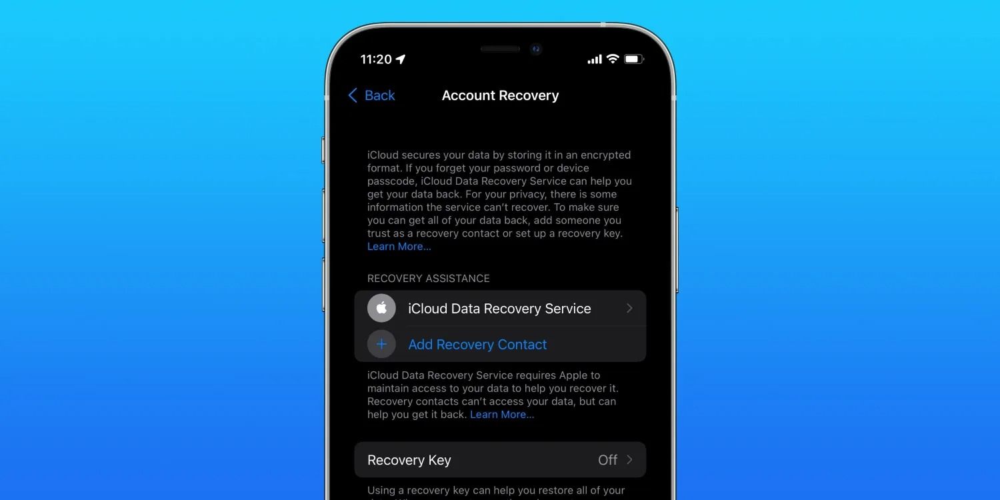 11:20
Back
Account Recovery
iCloud secures your data by storing it in an encrypted
format. If you forget your password or device
passcode, iCloud Data Recovery Service can help you
get your data back. For your privacy, there is some
information the service can’t recover. To make sure
you can get all of your data back, add someone you
trust as a recovery contact or set up a recovery key.
Learn More...
RECOVERY ASSISTANCE
iCloud Data Recovery Service
Add Recovery Contact
iCloud Data Recovery Service requires Apple to
maintain access to your data to help you recover it.
Recovery contacts can’t access your data, but can
help you get it back. Learn More...
Recovery Key Off
Using a recovery key can help you restore all of your